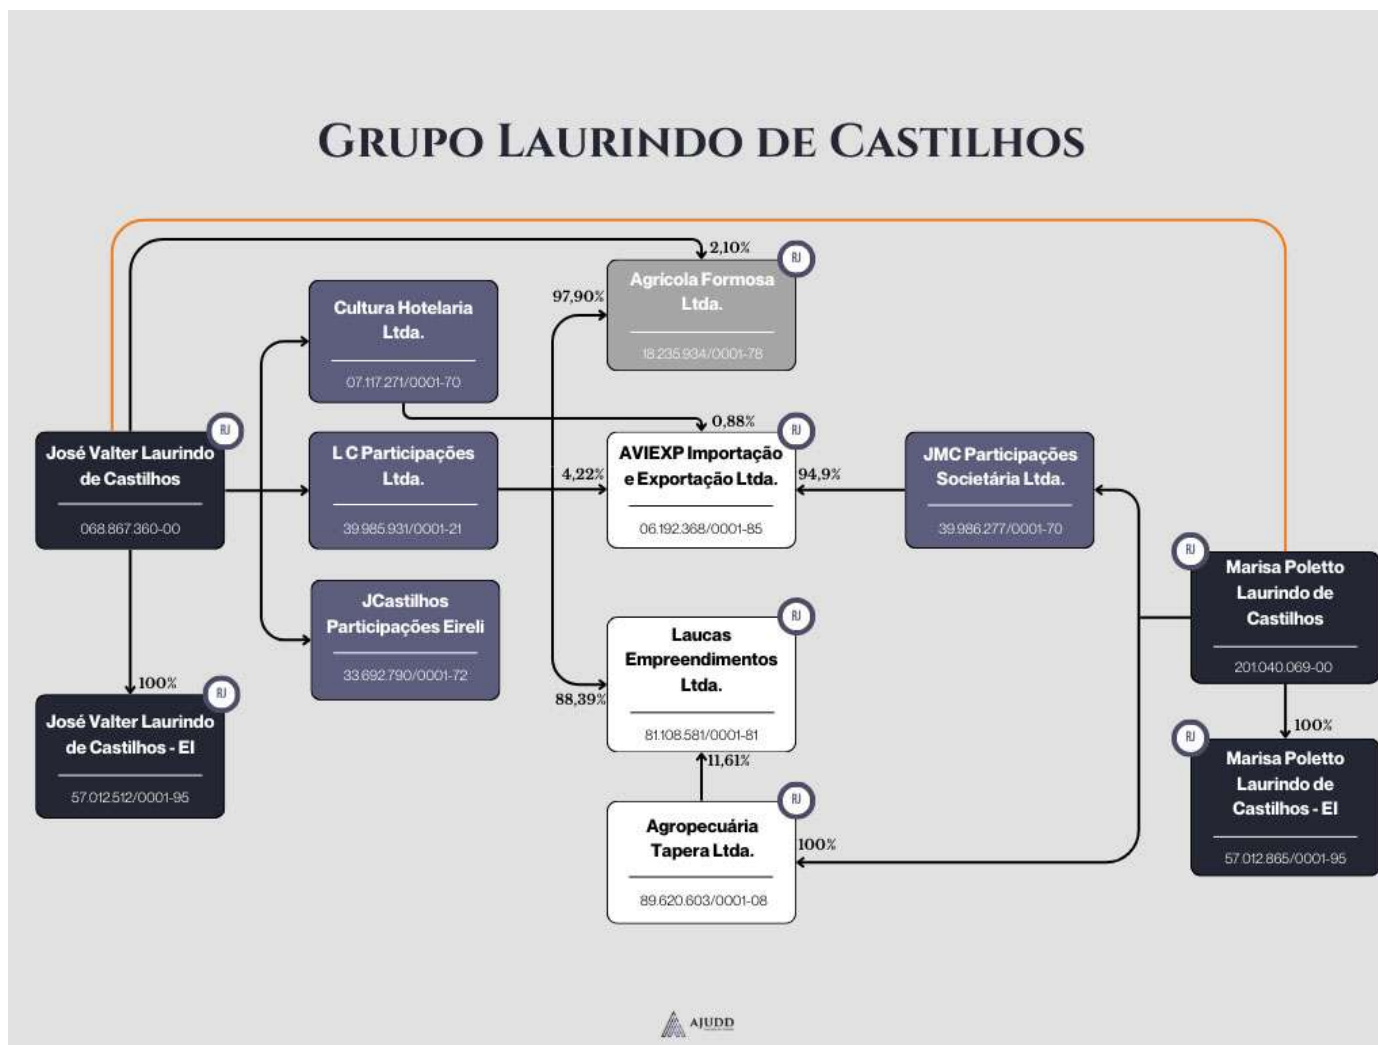 GRUPO LAURINDO DE CASTILHOS
2,10%
RJ
Agrícola Formosa
Ltda.
18.235.934/0001-78
97,90%
Cultura Hotelaria
Ltda.
07.117.271/0001-70
RJ
José Valter Laurindo
de Castilhos
068.867.360-00
L C Participações
Ltda.
39.985.931/0001-21
4,22%
0,88%
RJ
AVIEXP Importação
e Exportação Ltda.
06.192.368/0001-85
94,9%
JMC Participações
Societária Ltda.
39.986.277/0001-70
RJ
Marisa Poletto
Laurindo de
Castilhos
201.040.069-00
JCastilhos
Participações Eireli
33.692.790/0001-72
RJ
Laucas
Empreendimentos
Ltda.
81.108.581/0001-81
88,39%
11,61%
100%
RJ
José Valter Laurindo
de Castilhos - EI
57.012.512/0001-95
100%
RJ
Marisa Poletto
Laurindo de
Castilhos - EI
57.012.865/0001-95
RJ
Agropecuária
Tapera Ltda.
89.620.603/0001-08
100%
AJUDD